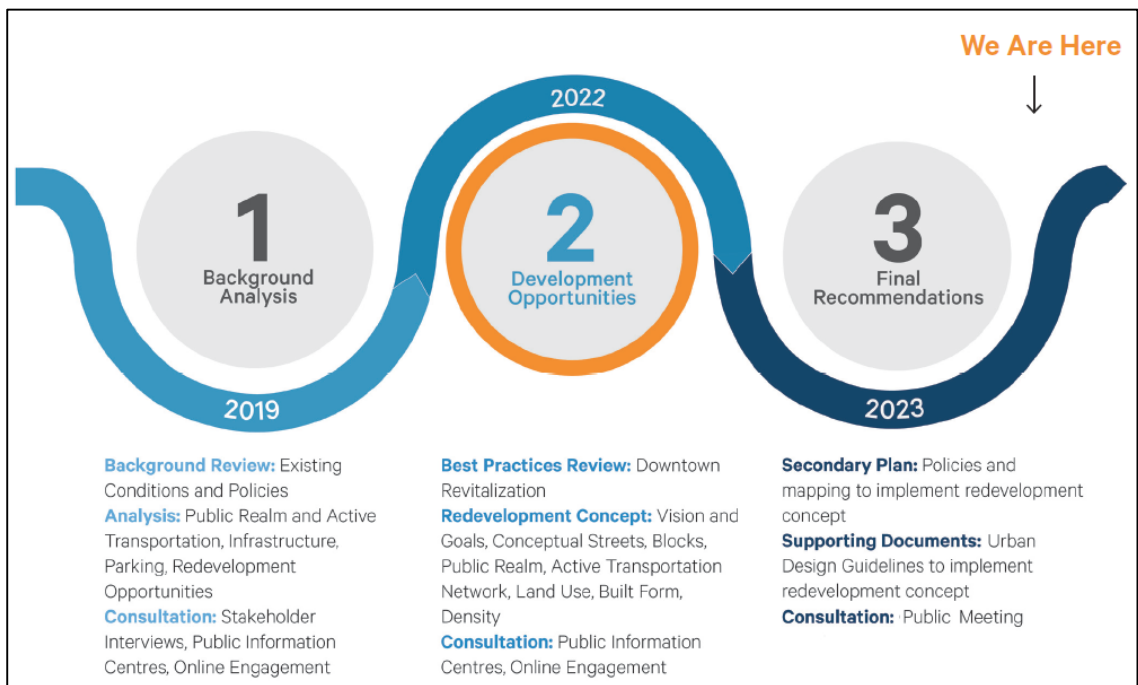 We Are Here
2022
1
Background
Analysis
2
Development
Opportunities
3
Final
Recommendations
2019
2023
Background Review: Existing
Conditions and Policies
Analysis: Public Realm and Active
Transportation, Infrastructure,
Parking, Redevelopment
Opportunities
Consultation: Stakeholder
Interviews, Public Information
Centres, Online Engagement
Best Practices Review: Downtown
Revitalization
Redevelopment Concept: Vision and
Goals, Conceptual Streets, Blocks,
Public Realm, Active Transportation
Network, Land Use, Built Form,
Density
Consultation: Public Information
Centres, Online Engagement
Secondary Plan: Policies and
mapping to implement redevelopment
concept
Supporting Documents: Urban
Design Guidelines to implement
redevelopment concept
Consultation: Public Meeting